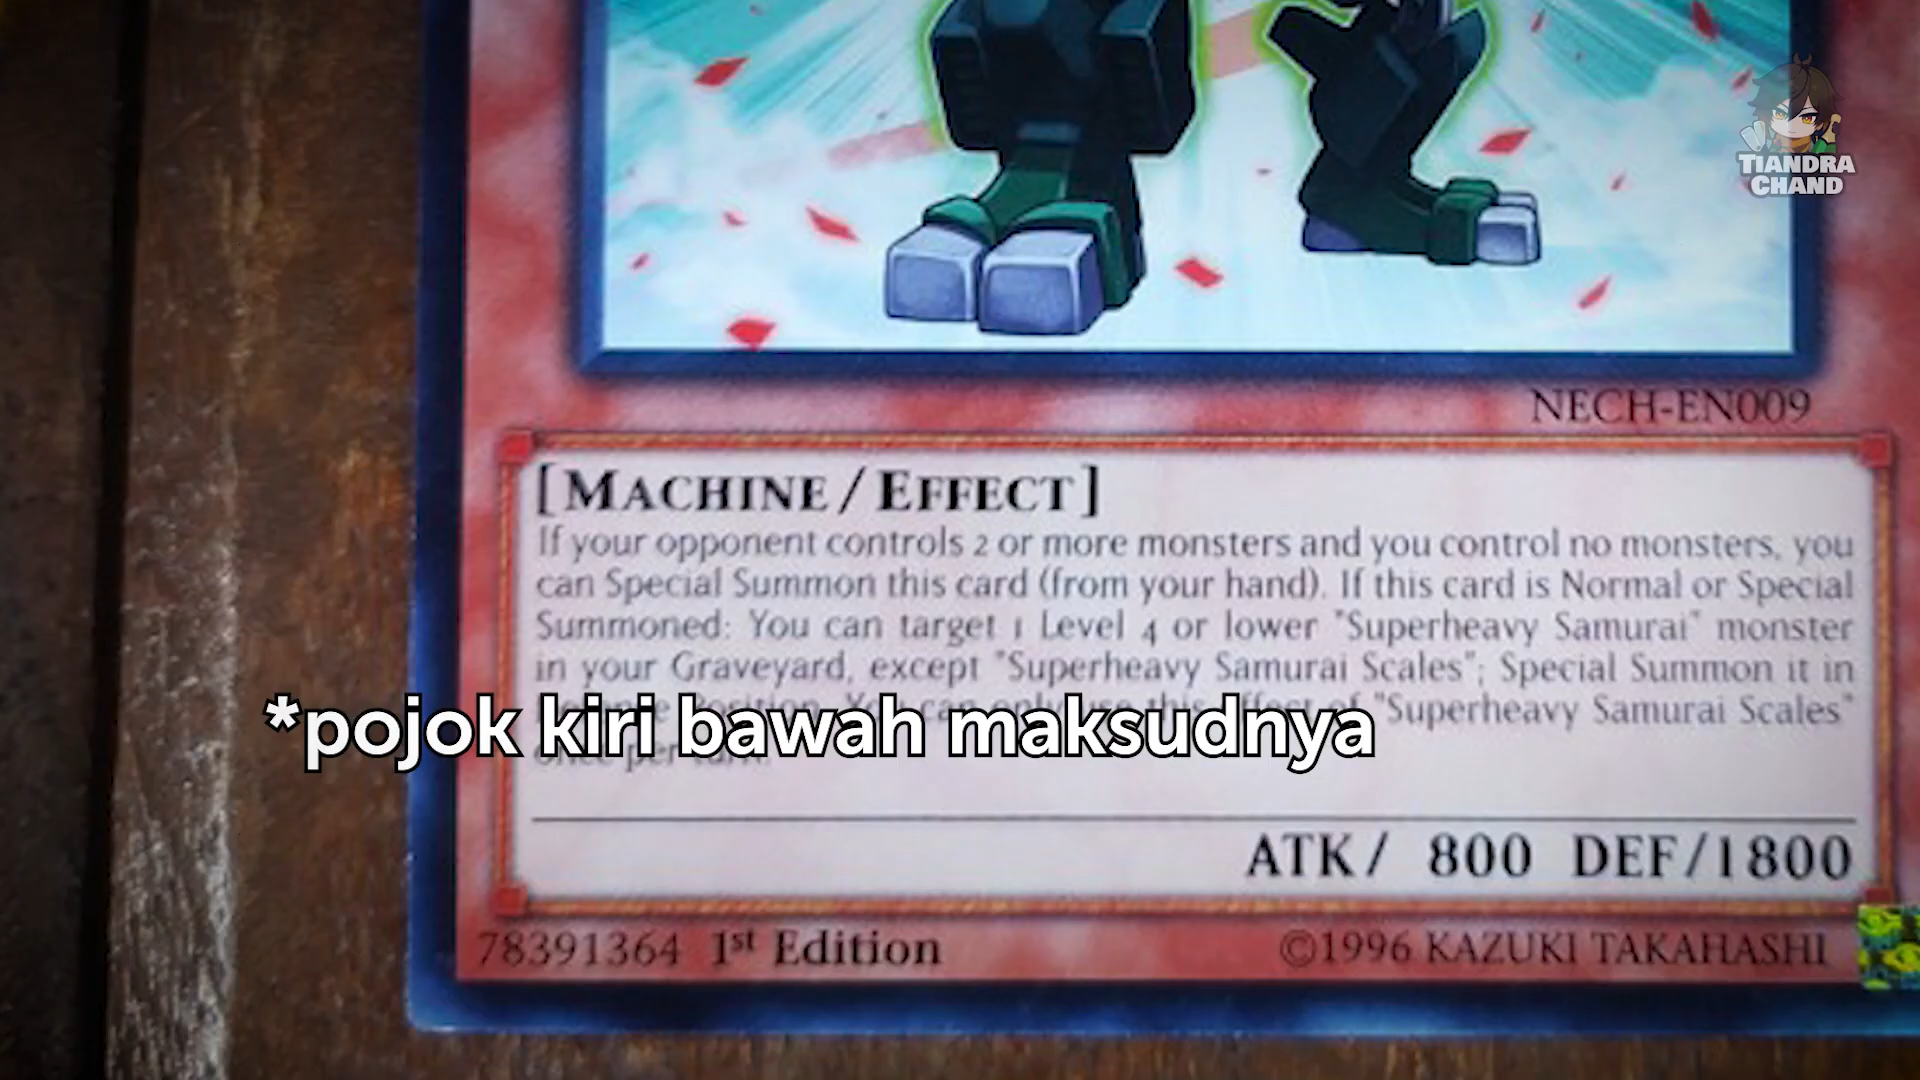 TIANDRA
CHAND
NECH-EN009
[MACHINE/EFFECT]
If your opponent controls 2 or more monsters and you control no monsters, you
can Special Summon this card (from your hand). If this card is Normal or Special
Summoned: You can target 1 Level 4 or lower "Superheavy Samurai" monster
in your Graveyard, except "Superheavy Samurai Scales"; Special Summon it in
"Superheavy Samurai Scales"
*pojok kiri bawah maksudnya
once per turn.
ATK/ 800 DEF/1800
78391364 1st Edition
©1996 KAZUKI TAKAHASHI